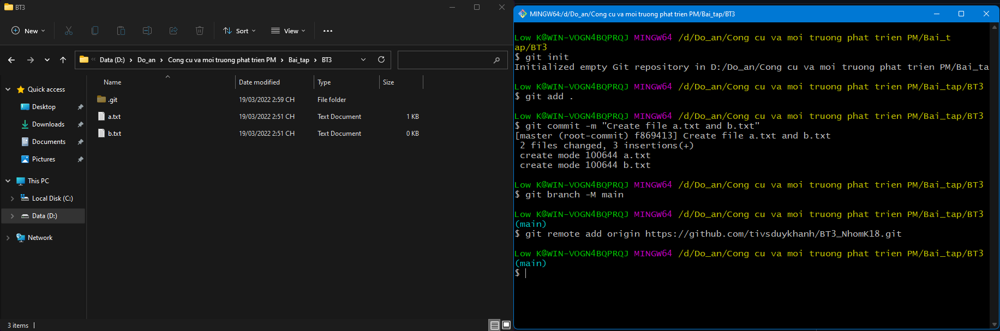 BT3
New
Sort
View
Data (D:) › Do_an › Cong cu va moi truong phat trien PM › Bai_tap › BT3
Name Date modified Type Size
.git 19/03/2022 2:59 CH File folder
a.txt 19/03/2022 2:51 CH Text Document 1 KB
b.txt 19/03/2022 2:51 CH Text Document 0 KB
Quick access
Desktop
Downloads
Documents
Pictures
This PC
Local Disk (C:)
Data (D:)
Network
3 items
MINGW64:/d/Do_an/Cong cu va moi truong phat trien PM/Bai_tap/BT3
Low K@WIN-VOGN4BQPRQJ MINGW64 /d/Do_an/Cong cu va moi truong phat trien PM/Bai_t
ap/BT3
$ git init
Initialized empty Git repository in D:/Do_an/Cong cu va moi truong phat trien PM/Bai_ta
Low K@WIN-VOGN4BQPRQJ MINGW64 /d/Do_an/Cong cu va moi truong phat trien PM/Bai_tap/BT3
$ git add .
Low K@WIN-VOGN4BQPRQJ MINGW64 /d/Do_an/Cong cu va moi truong phat trien PM/Bai_tap/BT3
$ git commit -m "Create file a.txt and b.txt"
[master (root-commit) f869413] Create file a.txt and b.txt
2 files changed, 3 insertions(+)
create mode 100644 a.txt
create mode 100644 b.txt
Low K@WIN-VOGN4BQPRQJ MINGW64 /d/Do_an/Cong cu va moi truong phat trien PM/Bai_tap/BT3
$ git branch -M main
Low K@WIN-VOGN4BQPRQJ MINGW64 /d/Do_an/Cong cu va moi truong phat trien PM/Bai_tap/BT3
(main)
$ git remote add origin https://github.com/tivsduykhanh/BT3_NhomK18.git
Low K@WIN-VOGN4BQPRQJ MINGW64 /d/Do_an/Cong cu va moi truong phat trien PM/Bai_tap/BT3
(main)
$